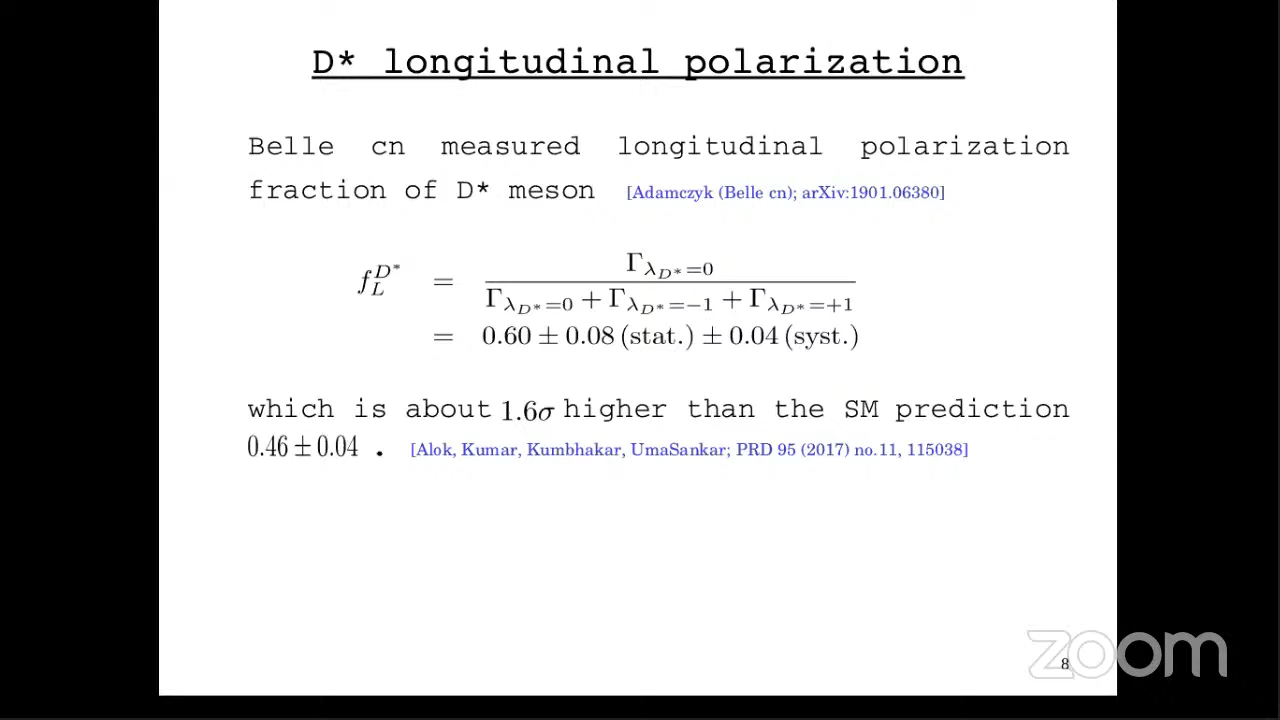 D* longitudinal polarization
Belle cn measured longitudinal polarization
fraction of D* meson [Adamczyk (Belle cn); arXiv:1901.06380]
f_L^{D^*} = \frac{Γ_{λ_{D^*}=0}}{Γ_{λ_{D^*}=0} + Γ_{λ_{D^*}=-1} + Γ_{λ_{D^*}=+1}}
= 0.60 ± 0.08 (stat.) ± 0.04 (syst.)
which is about 1.6σ higher than the SM prediction
0.46 ± 0.04 . [Alok, Kumar, Kumbhakar, UmaSankar; PRD 95 (2017) no.11, 115038]
8
zoom